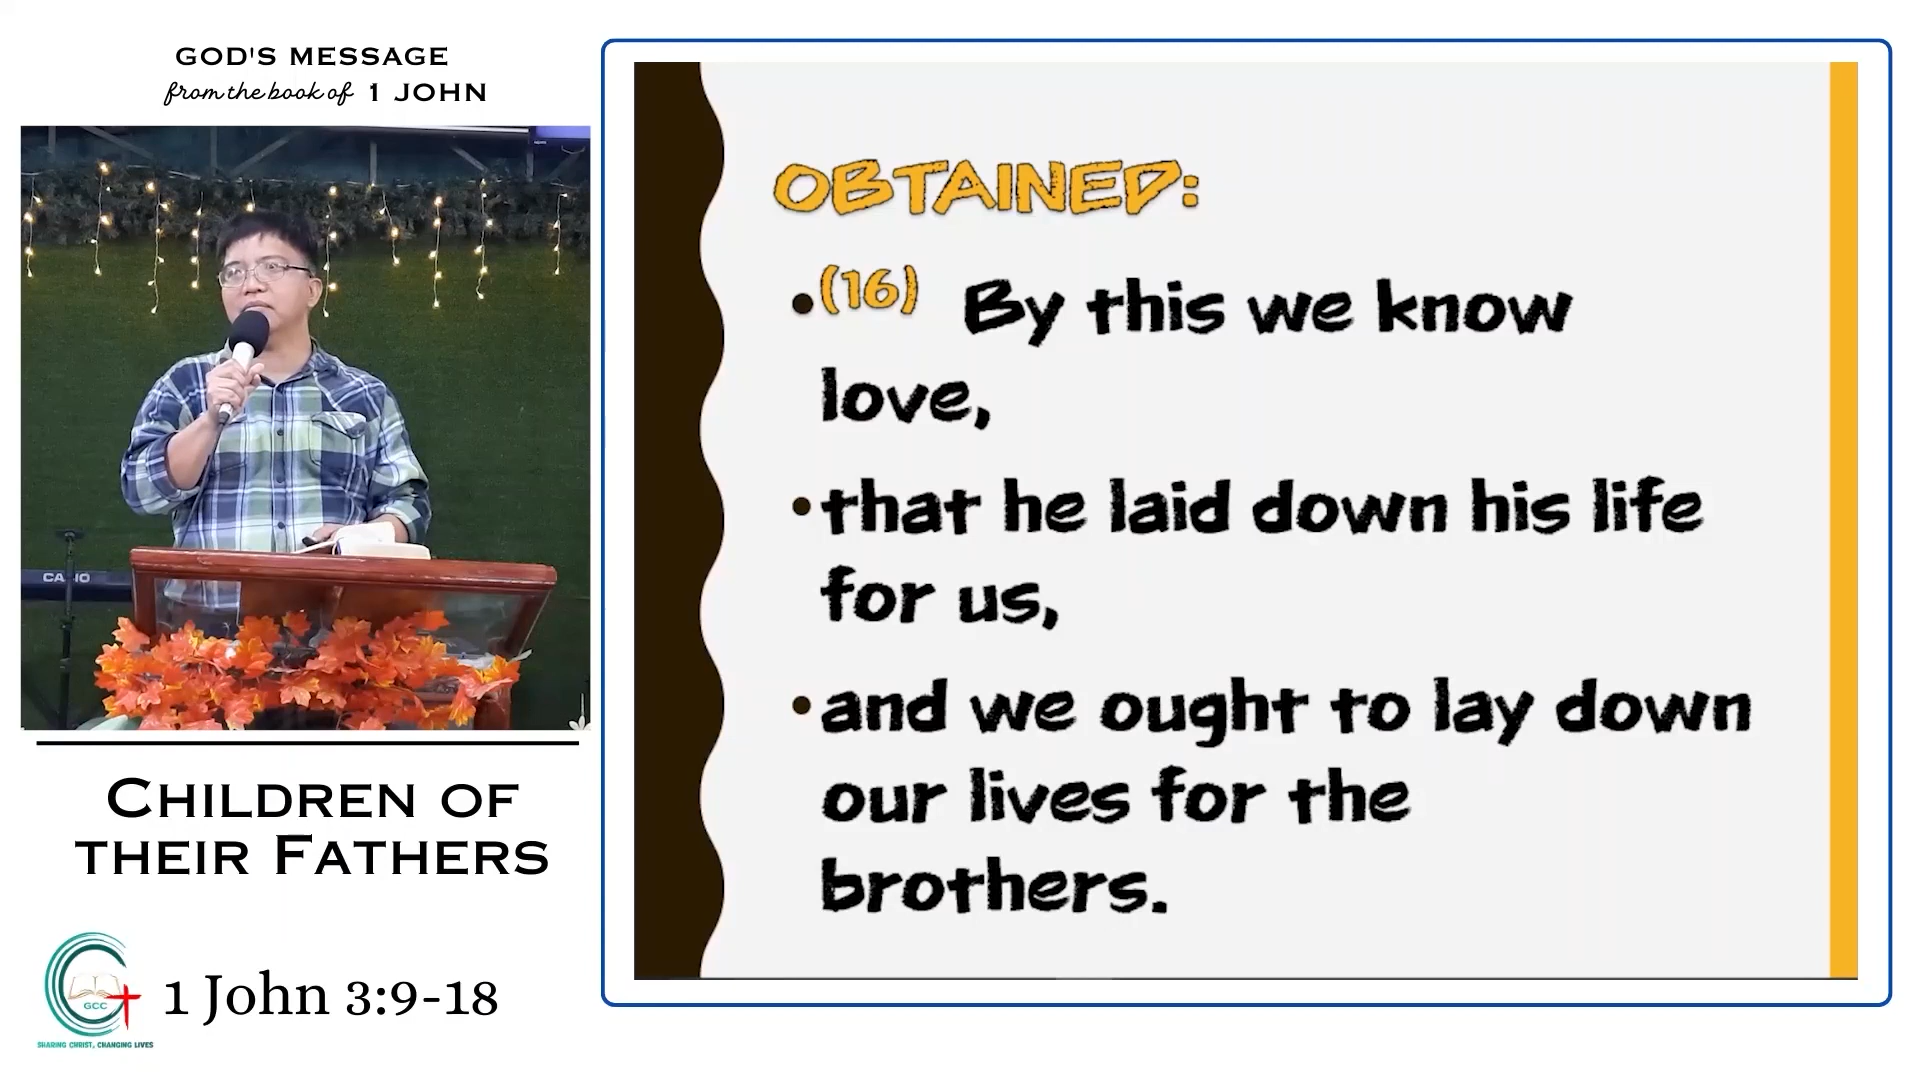 GOD'S MESSAGE
from the book of 1 JOHN
CASIO
CHILDREN OF
THEIR FATHERS
GCC
SHARING CHRIST, CHANGING LIVES
1 John 3:9-18
OBTAINED:
•(16) By this we know
love,
•that he laid down his life
for us,
•and we ought to lay down
our lives for the
brothers.